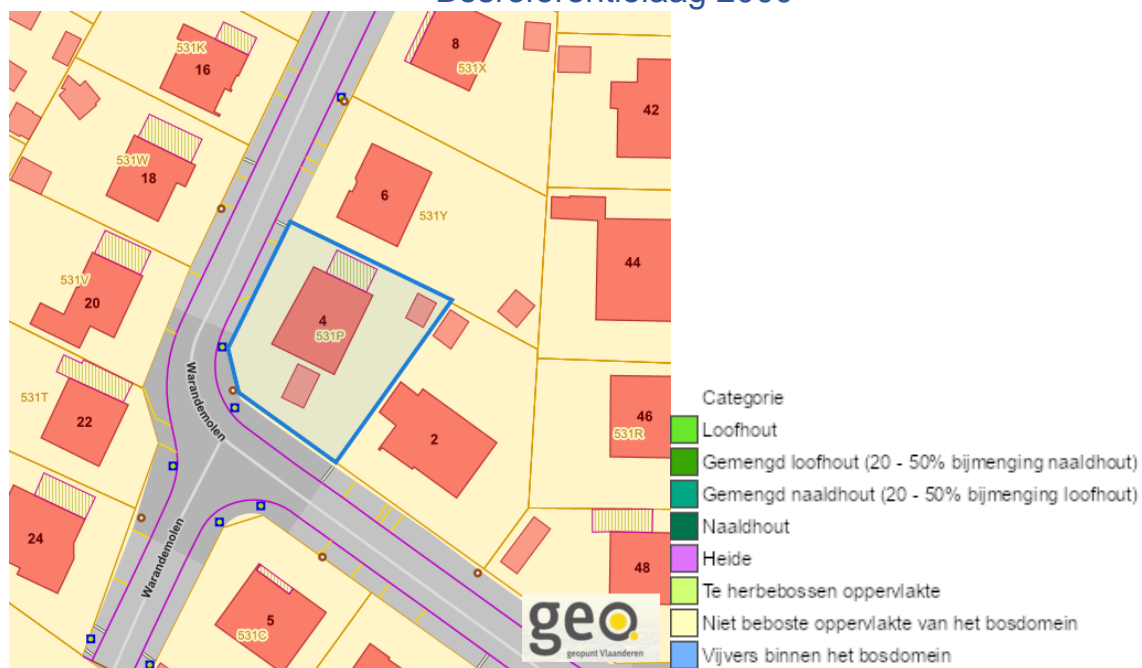 8
531K
16
531X
42
531W
18
6
531Y
44
531V
20
4
531P
Warandemolen
531T
22
2
46
531R
24
Warandemolen
48
5
531C
geo
geopunt Vlaanderen
Categorie
Loofhout
Gemengd loofhout (20 - 50% bijmenging naaldhout)
Gemengd naaldhout (20 - 50% bijmenging loofhout)
Naaldhout
Heide
Te herbebossen oppervlakte
Niet beboste oppervlakte van het bosdomein
Vijvers binnen het bosdomein